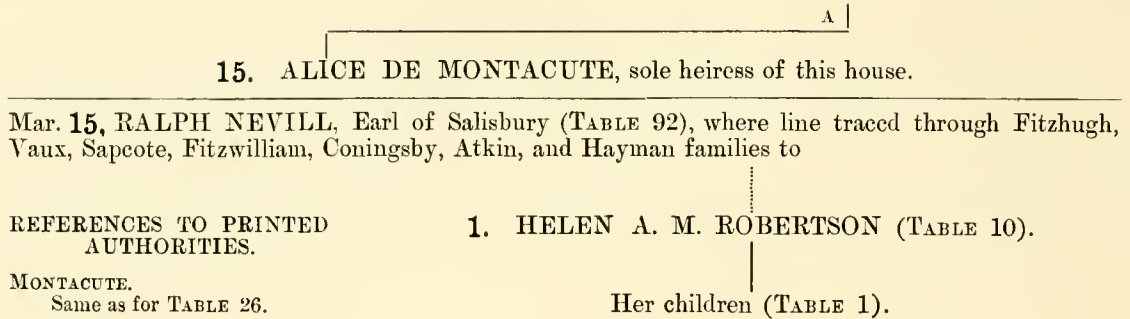 A
15. ALICE DE MONTACUTE, sole heiress of this house.
Mar. 15, RALPH NEVILL, Earl of Salisbury (TABLE 92), where line traced through Fitzhugh,
Vaux, Sapcote, Fitzwilliam, Coningsby, Atkin, and Hayman families to
REFERENCES TO PRINTED
AUTHORITIES.
MONTACUTE.
Same as for TABLE 26.
1. HELEN A. M. ROBERTSON (TABLE 10).
Her children (TABLE 1).